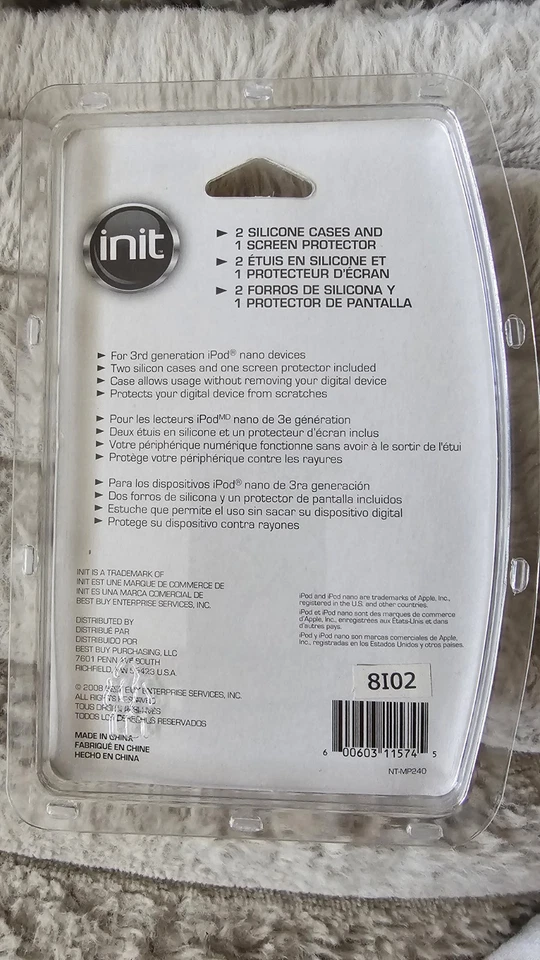 init
► 2 SILICONE CASES AND
1 SCREEN PROTECTOR
► 2 ÉTUIS EN SILICONE ET
1 PROTECTEUR D'ÉCRAN
► 2 FORROS DE SILICONA Y
1 PROTECTOR DE PANTALLA
► For 3rd generation iPod® nano devices
► Two silicon cases and one screen protector included
► Case allows usage without removing your digital device
► Protects your digital device from scratches
► Pour les lecteurs iPodMD nano de 3e génération
► Deux étuis en silicone et un protecteur d'écran inclus
► Votre périphérique numérique fonctionne sans avoir à le sortir de l'étui
► Protège votre périphérique contre les rayures
► Para los dispositivos iPod® nano de 3ra generación
► Dos forros de silicona y un protector de pantalla incluidos
► Estuche que permite el uso sin sacar su dispositivo digital
► Protege su dispositivo contra rayones
INIT IS A TRADEMARK OF
INIT EST UNE MARQUE DE COMMERCE DE
INIT ES UNA MARCA COMERCIAL DE
BEST BUY ENTERPRISE SERVICES, INC.
DISTRIBUTED BY
DISTRIBUÉ PAR
DISTRIBUIDO POR
BEST BUY PURCHASING, LLC
7601 PENN AVE SOUTH
RICHFIELD, MN 55423 U.S.A.
© 2008 BEST BUY ENTERPRISE SERVICES, INC.
ALL RIGHTS RESERVED
TOUS DROITS RÉSERVÉS
TODOS LOS DERECHOS RESERVADOS
MADE IN CHINA
FABRIQUÉ EN CHINE
HECHO EN CHINA
iPod and iPod nano are trademarks of Apple, Inc.,
registered in the U.S. and other countries.
iPod et iPod nano sont des marques de commerce
d'Apple, Inc., enregistrées aux États-Unis et dans
d'autres pays.
iPod y iPod nano son marcas comerciales de Apple,
Inc., registradas en los Estados Unidos y otros países.
8I02
6 00603 11574 5
NT-MP240